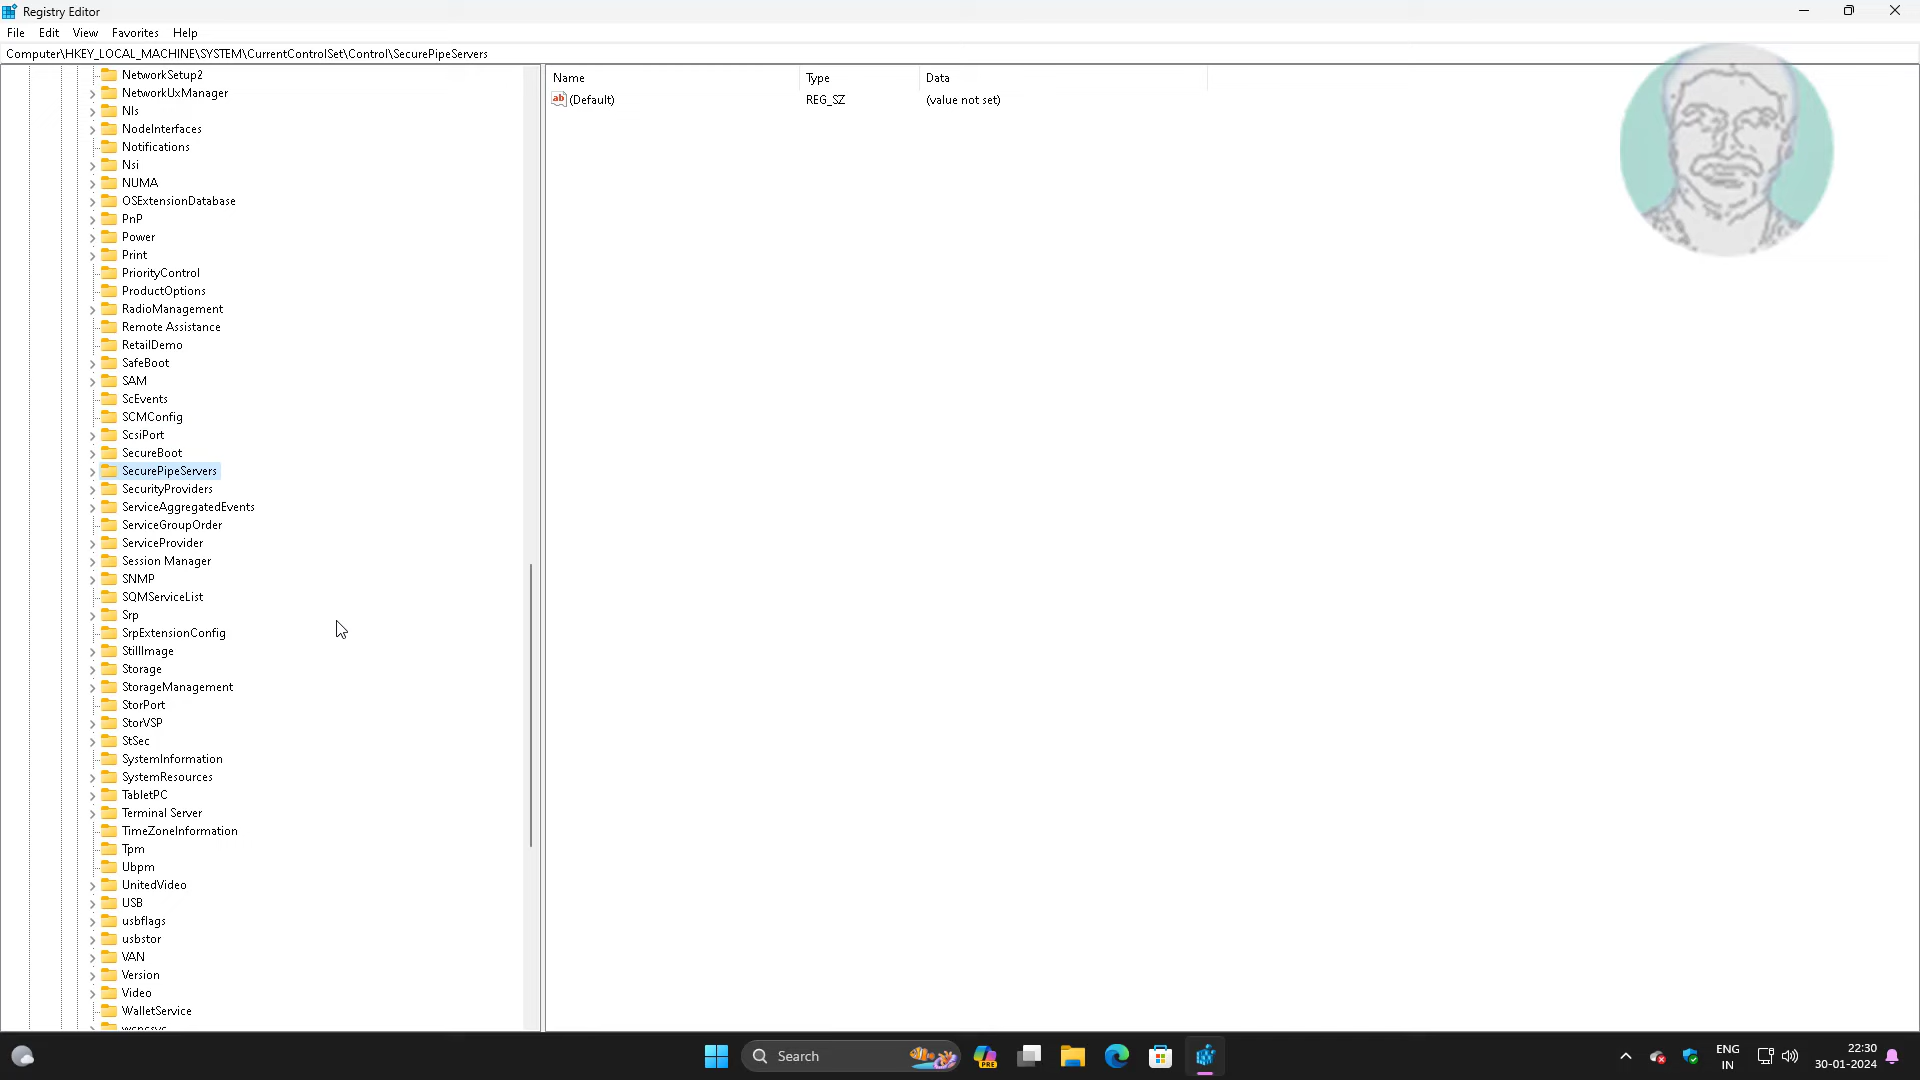 Registry Editor
File Edit View Favorites Help
Computer\HKEY_LOCAL_MACHINE\SYSTEM\CurrentControlSet\Control\SecurePipeServers
Name Type Data
ab (Default) REG_SZ (value not set)
NetworkSetup2
NetworkUxManager
Nls
NodeInterfaces
Notifications
Nsi
NUMA
OSExtensionDatabase
PnP
Power
Print
PriorityControl
ProductOptions
RadioManagement
Remote Assistance
RetailDemo
SafeBoot
SAM
ScEvents
SCMConfig
ScsiPort
SecureBoot
SecurePipeServers
SecurityProviders
ServiceAggregatedEvents
ServiceGroupOrder
ServiceProvider
Session Manager
SNMP
SQMServiceList
Srp
SrpExtensionConfig
StillImage
Storage
StorageManagement
StorPort
StorVSP
StSec
SystemInformation
SystemResources
TabletPC
Terminal Server
TimeZoneInformation
Tpm
Ubpm
UnitedVideo
USB
usbflags
usbstor
VAN
Version
Video
WalletService
wcncsvc
Search
PRE
ENG
IN
22:30
30-01-2024